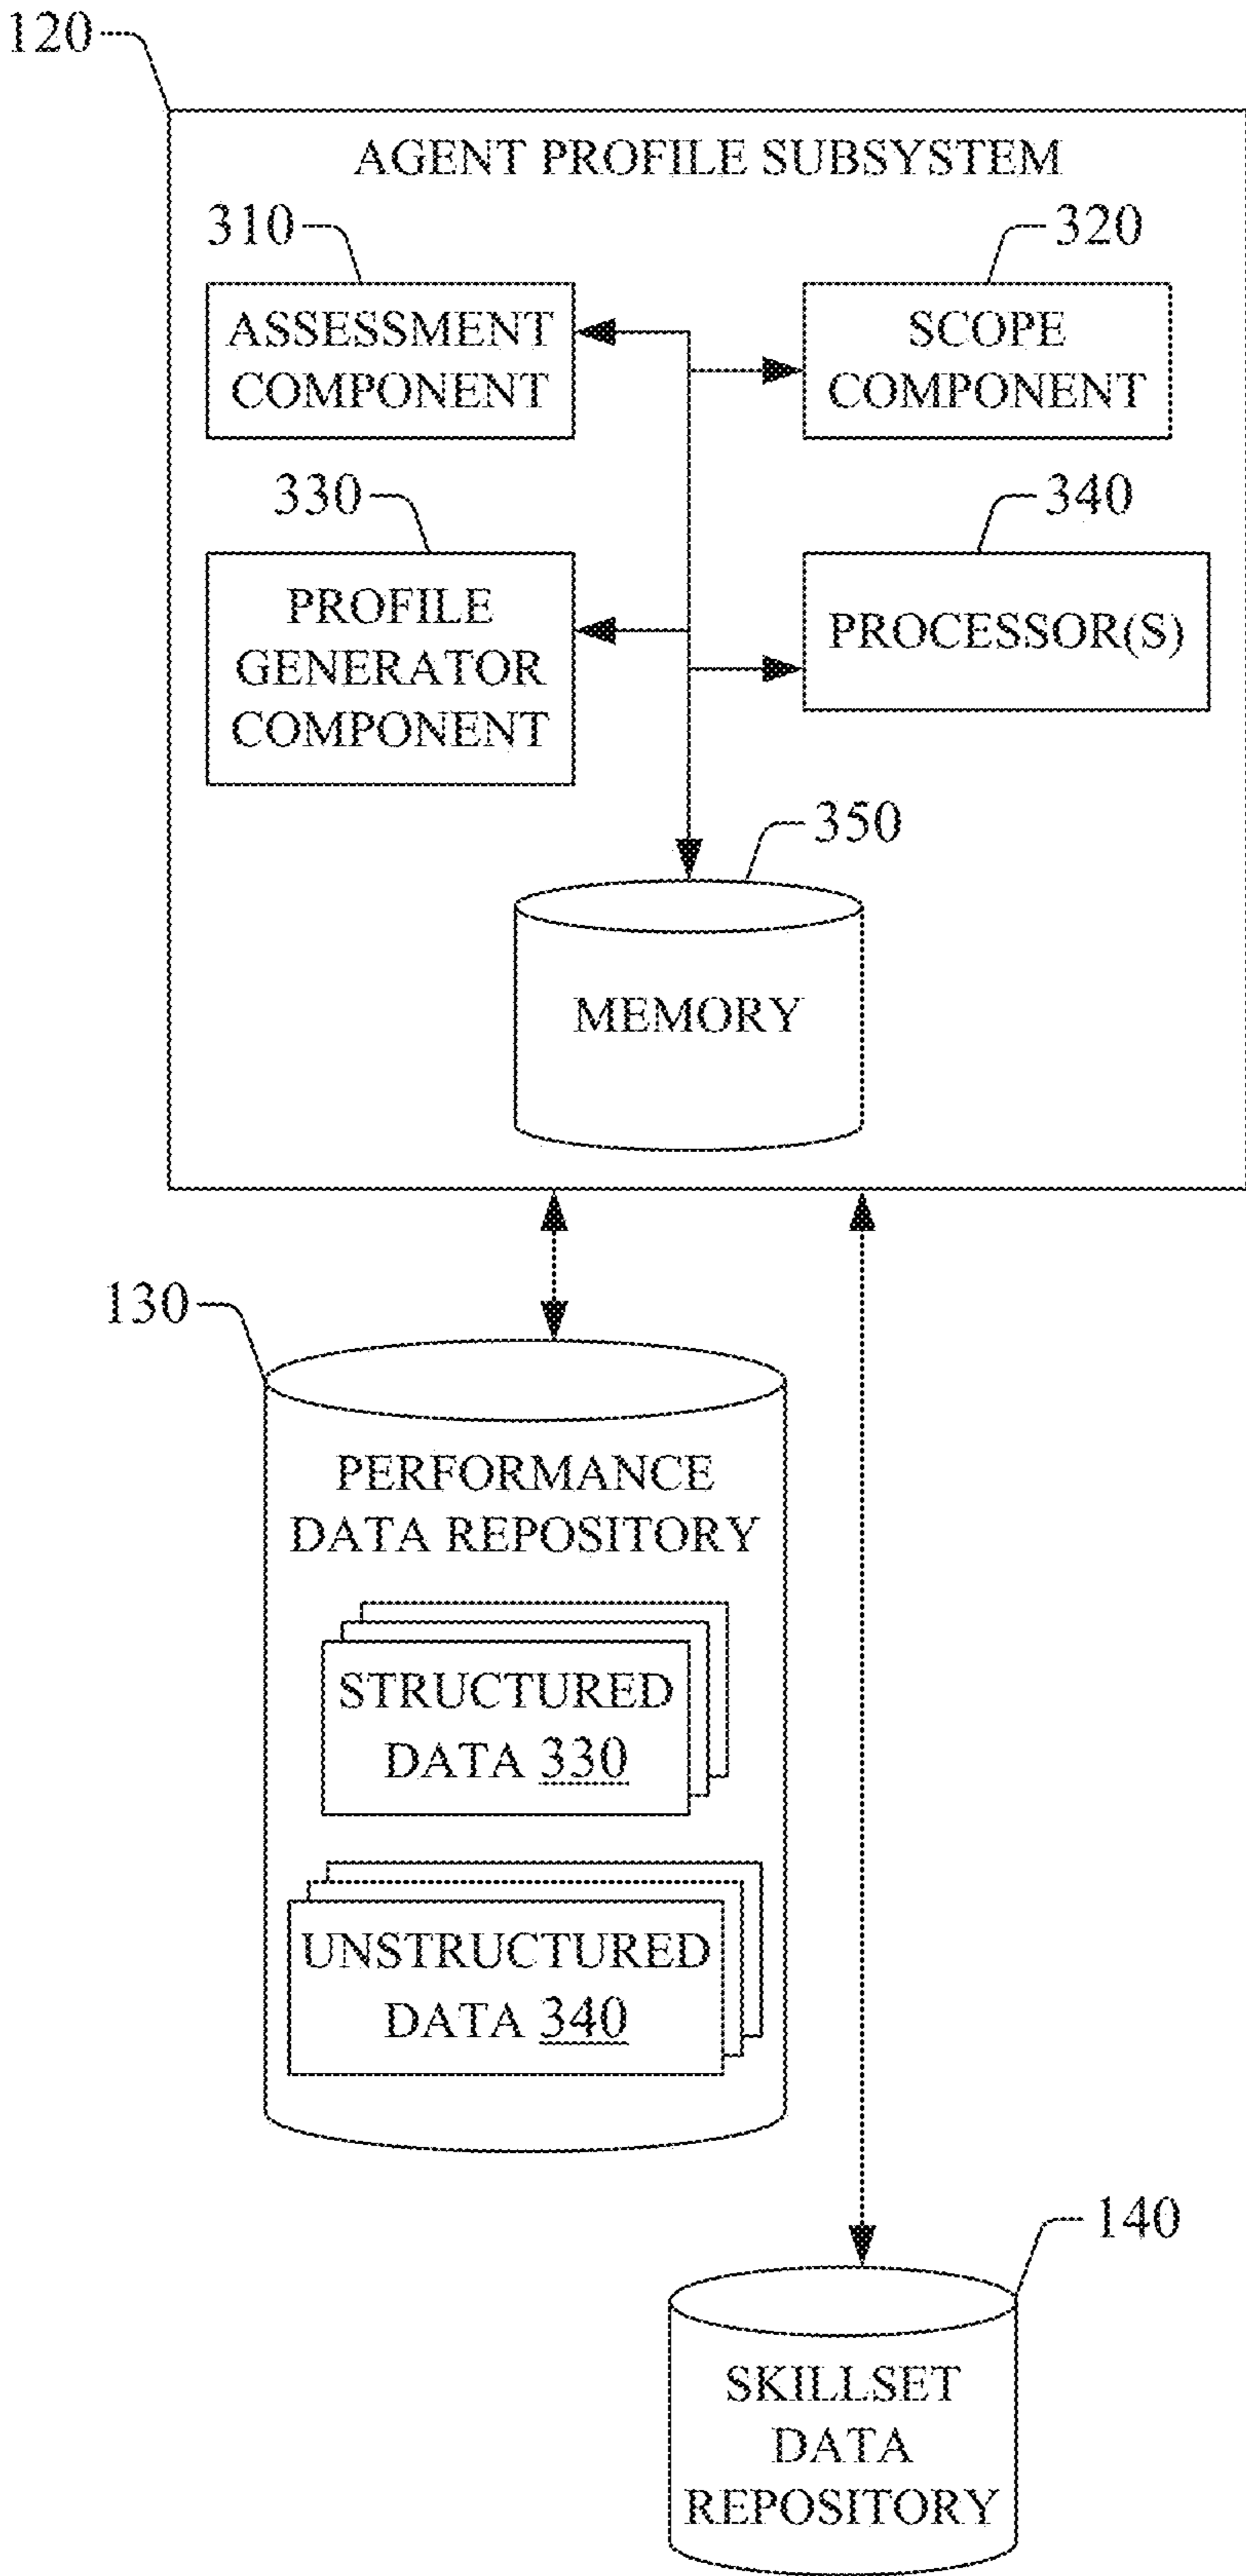 120
AGENT PROFILE SUBSYSTEM
310
320
ASSESSMENT
COMPONENT
SCOPE
COMPONENT
330
340
PROFILE
GENERATOR
COMPONENT
PROCESSOR(S)
350
MEMORY
130
PERFORMANCE
DATA REPOSITORY
STRUCTURED
DATA 330
UNSTRUCTURED
DATA 340
140
SKILLSET
DATA
REPOSITORY